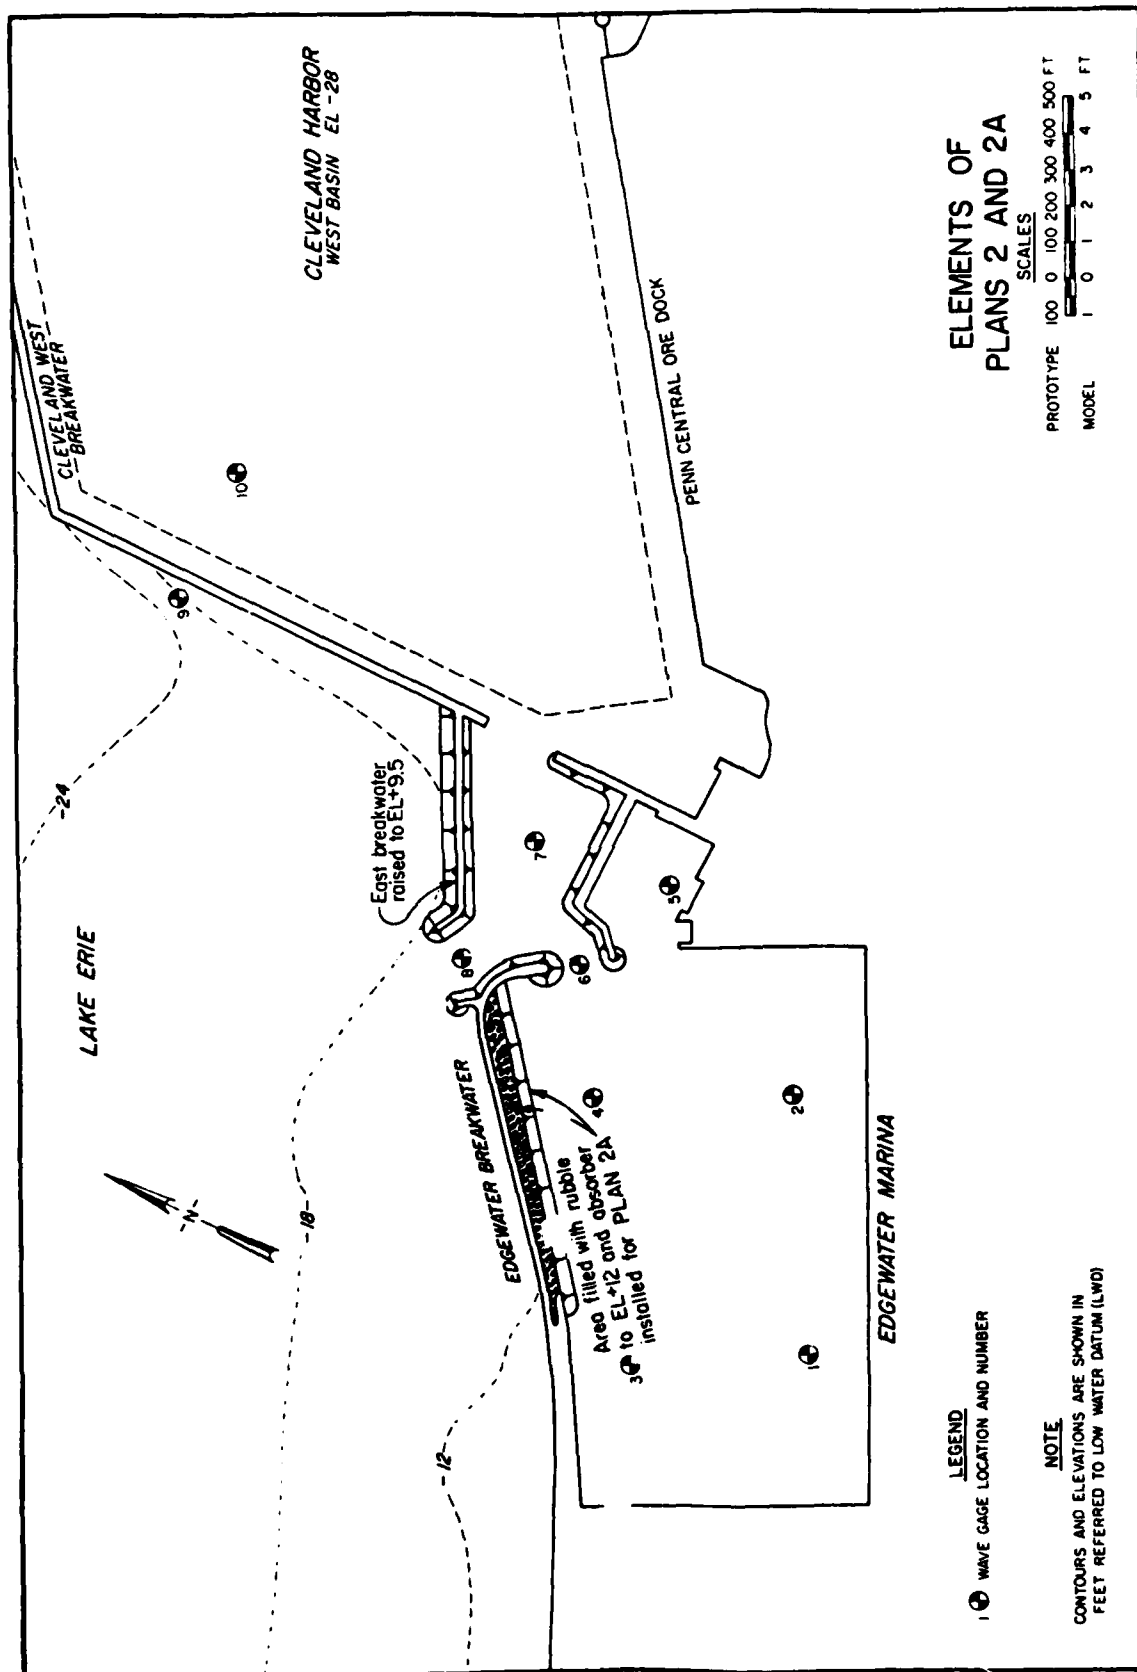 LAKE ERIE
CLEVELAND HARBOR
WEST BASIN EL -28
CLEVELAND WEST
BREAKWATER
10
9
-24
East breakwater
raised to EL+9.5
-18-
-N-
8
7
6
5
EDGEWATER BREAKWATER
-12-
Area filled with rubble
to EL+12 and absorber
installed for PLAN 2A
4
3
2
1
EDGEWATER MARINA
PENN CENTRAL ORE DOCK
LEGEND
1 WAVE GAGE LOCATION AND NUMBER
NOTE
CONTOURS AND ELEVATIONS ARE SHOWN IN
FEET REFERRED TO LOW WATER DATUM (LWD)
ELEMENTS OF
PLANS 2 AND 2A
SCALES
PROTOTYPE 100 0 100 200 300 400 500 FT
MODEL 1 0 1 2 3 4 5 FT